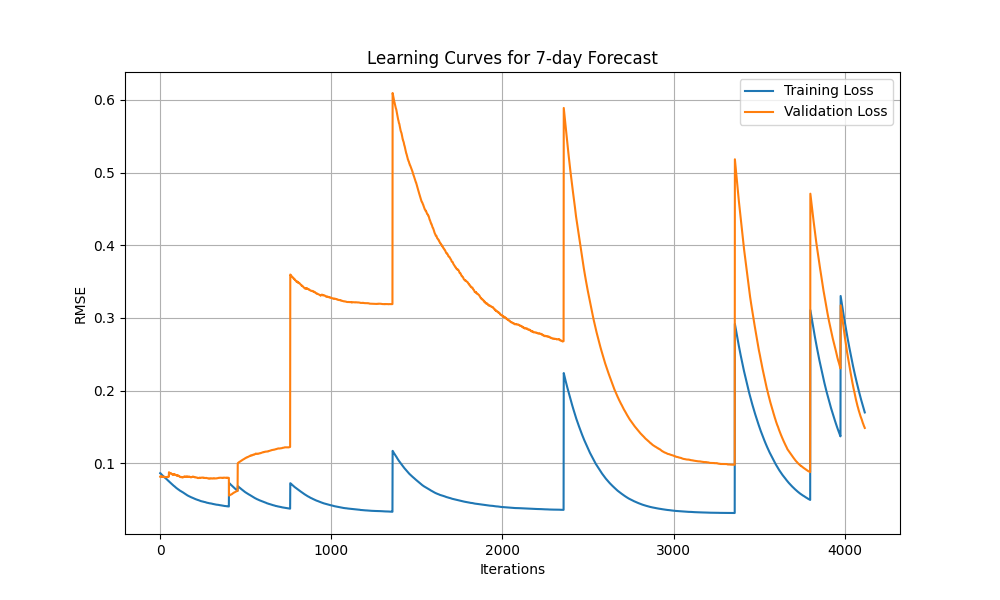 Learning Curves for 7-day Forecast
Training Loss
Validation Loss
RMSE
0.6
0.5
0.4
0.3
0.2
0.1
0 1000 2000 3000 4000
Iterations